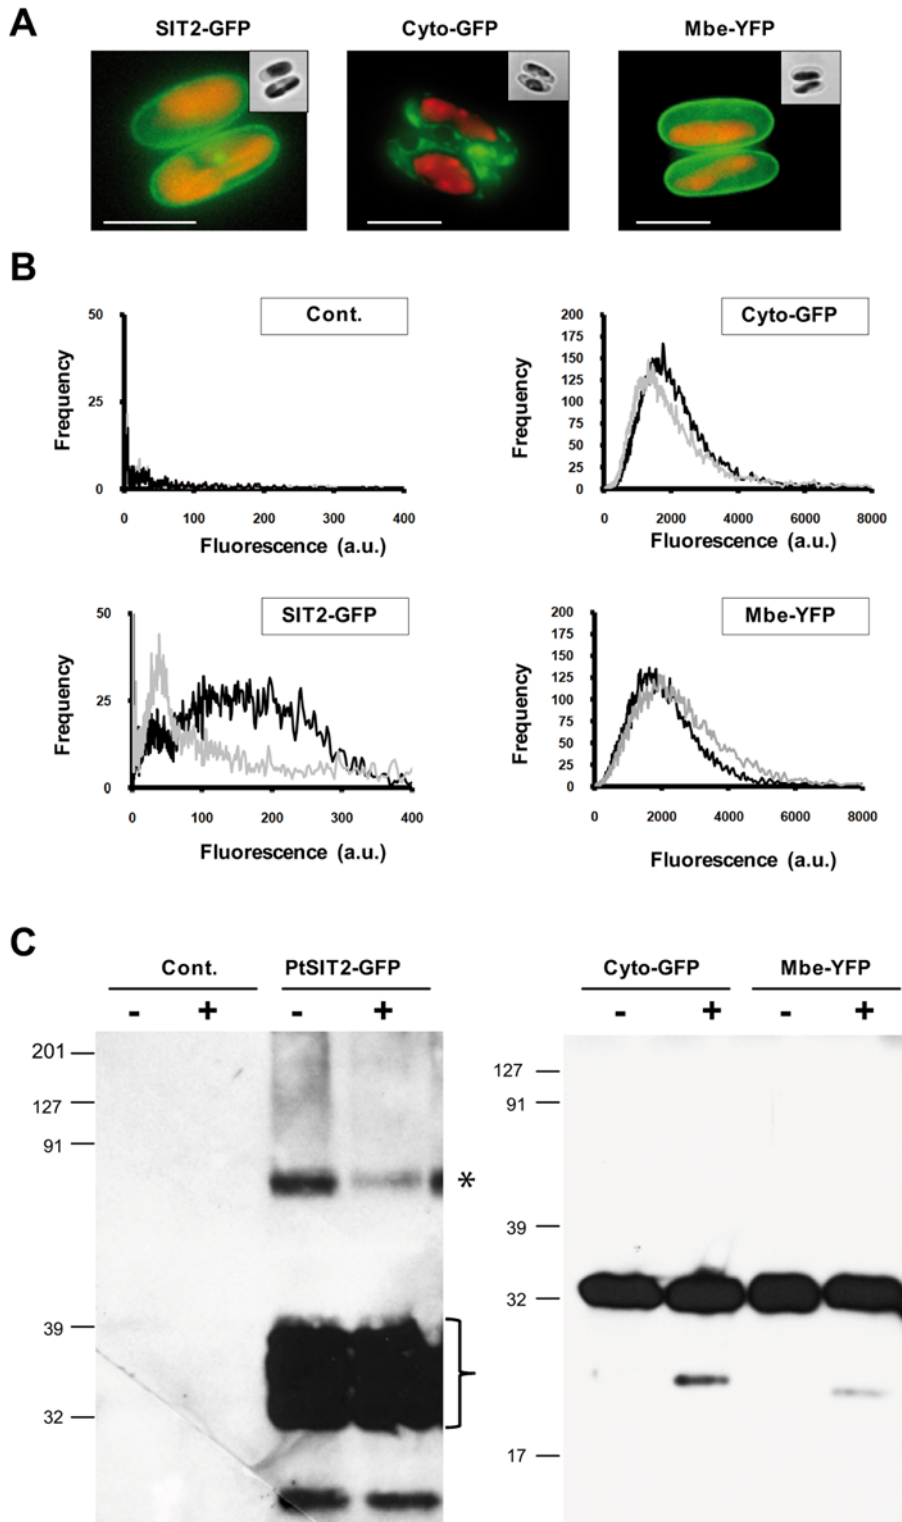 A
SIT2-GFP Cyto-GFP Mbe-YFP
B
Cont.
50
25
0
Frequency
0 100 200 300 400
Fluorescence (a.u.)
Cyto-GFP
200
175
150
125
100
75
50
25
0
Frequency
0 2000 4000 6000 8000
Fluorescence (a.u.)
SIT2-GFP
50
25
0
Frequency
0 100 200 300 400
Fluorescence (a.u.)
Mbe-YFP
200
175
150
125
100
75
50
25
0
Frequency
0 2000 4000 6000 8000
Fluorescence (a.u.)
C
Cont. PtSIT2-GFP
- + - +
201
127
91
*
39
32
Cyto-GFP Mbe-YFP
- + - +
127
91
39
32
17